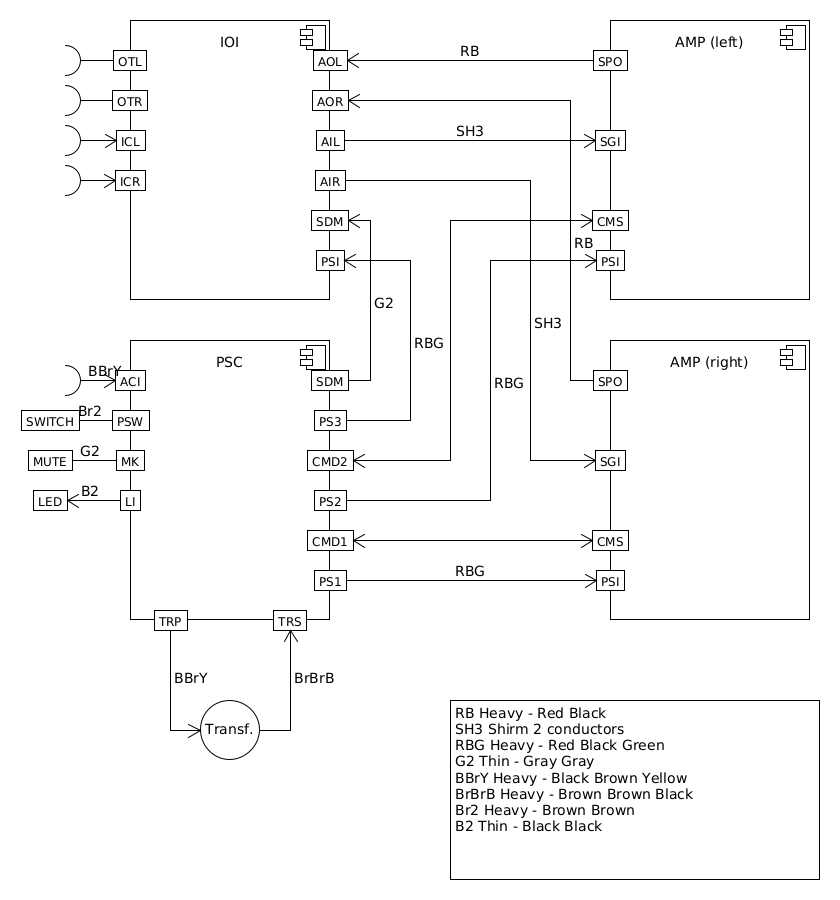 IOI
AMP (left)
OTL
AOL
RB
SPO
OTR
AOR
ICL
AIL
SH3
SGI
ICR
AIR
SDM
CMS
RB
PSI
PSI
G2
SH3
RBG
PSC
AMP (right)
BBrY
ACI
SDM
RBG
SPO
Br2
SWITCH
PSW
PS3
G2
MUTE
MK
CMD2
SGI
B2
LED
LI
PS2
CMD1
CMS
RBG
PS1
PSI
TRP
TRS
BBrY
BrBrB
Transf.
RB Heavy - Red Black
SH3 Shirm 2 conductors
RBG Heavy - Red Black Green
G2 Thin - Gray Gray
BBrY Heavy - Black Brown Yellow
BrBrB Heavy - Brown Brown Black
Br2 Heavy - Brown Brown
B2 Thin - Black Black